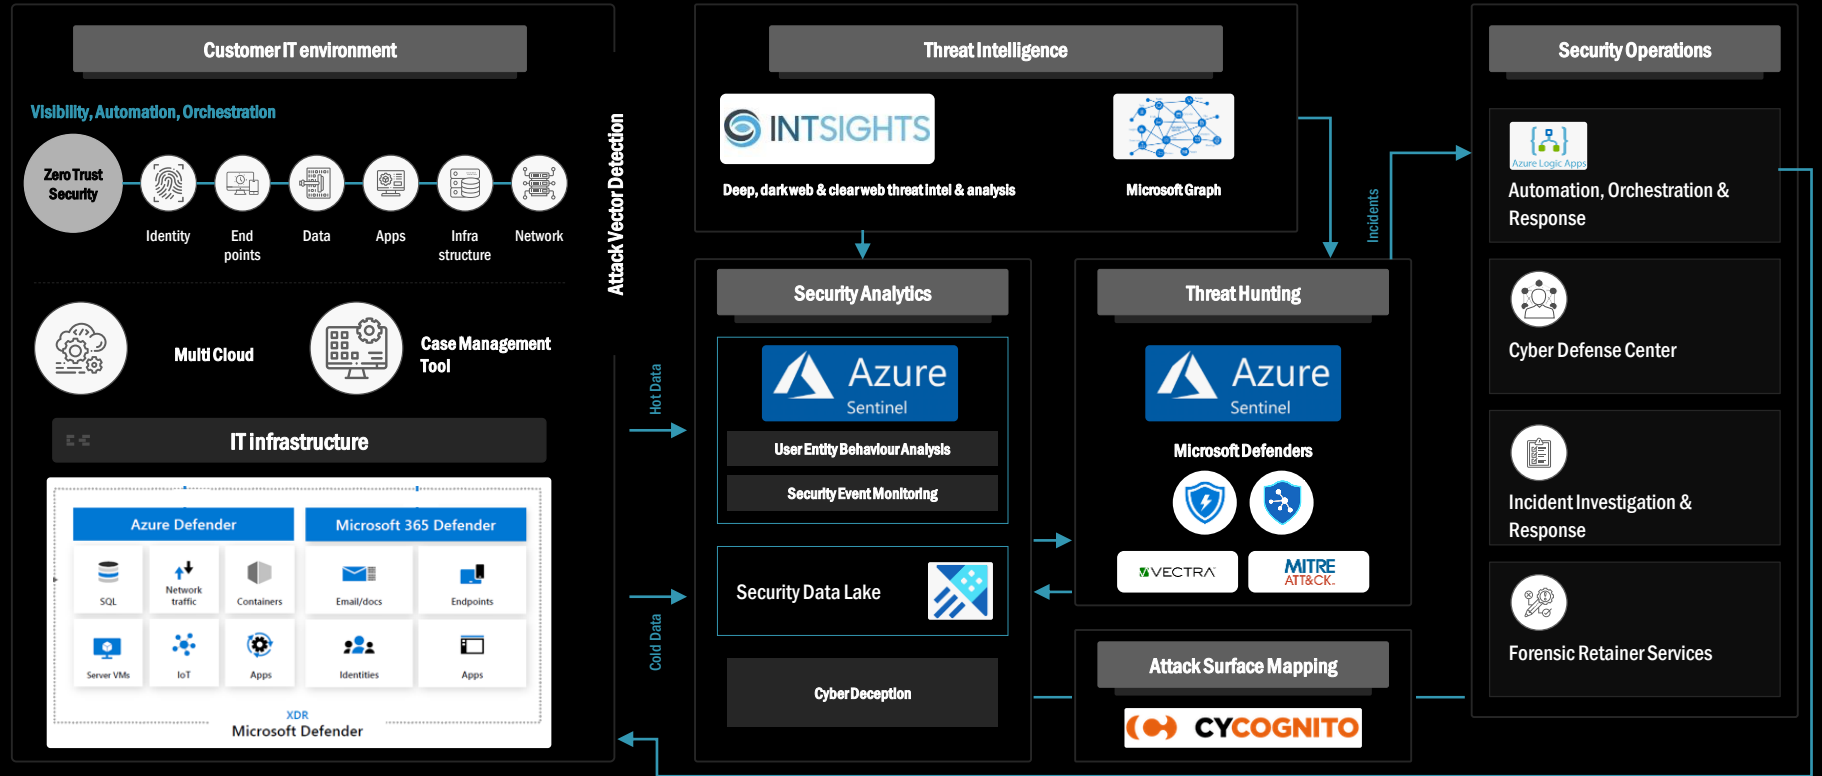 Customer IT environment
Visibility, Automation, Orchestration
Zero Trust
Security
Identity
End
points
Data
Apps
Infra
structure
Network
Multi Cloud
Case Management
Tool
IT infrastructure
Azure Defender
Microsoft 365 Defender
SQL
Network
traffic
Containers
Email/docs
Endpoints
Server VMs
IoT
Apps
Identities
Apps
XDR
Microsoft Defender
Attack Vector Detection
Hot Data
Cold Data
Threat Intelligence
INTSIGHTS
Deep, dark web & clear web threat intel & analysis
Microsoft Graph
Security Analytics
Azure
Sentinel
User Entity Behaviour Analysis
Security Event Monitoring
Security Data Lake
Cyber Deception
Threat Hunting
Azure
Sentinel
Microsoft Defenders
VECTRA
MITRE
ATT&CK
Attack Surface Mapping
CYCOGNITO
Incidents
Security Operations
Azure Logic Apps
Automation, Orchestration &
Response
Cyber Defense Center
Incident Investigation &
Response
Forensic Retainer Services